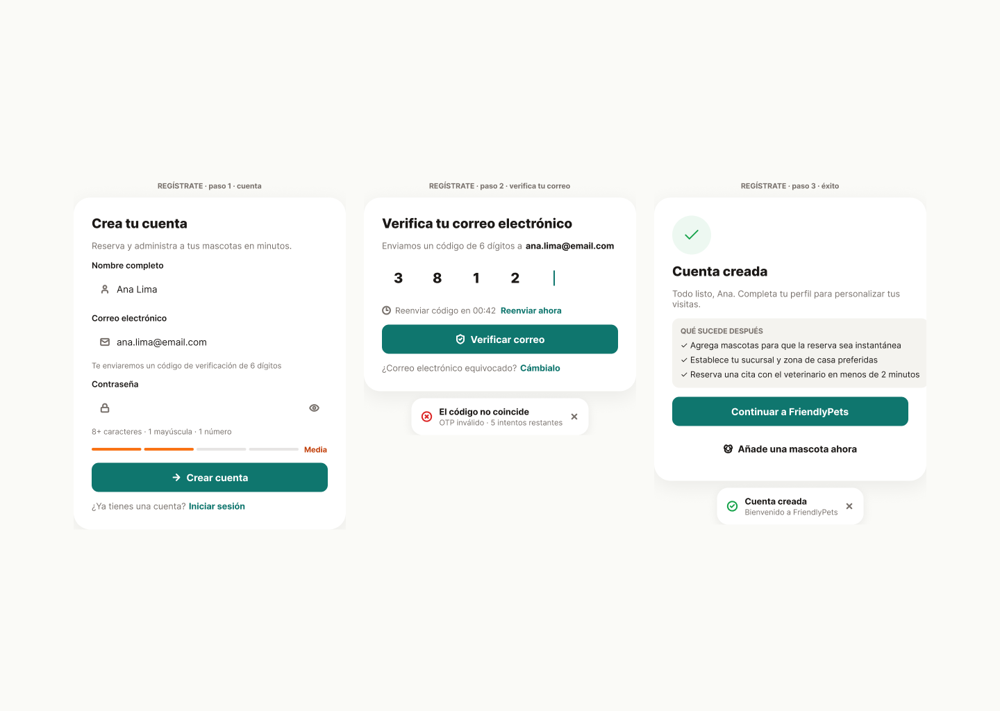 REGÍSTRATE · paso 1 · cuenta
Crea tu cuenta
Reserva y administra a tus mascotas en minutos.
Nombre completo
Ana Lima
Correo electrónico
ana.lima@email.com
Te enviaremos un código de verificación de 6 dígitos
Contraseña
8+ caracteres · 1 mayúscula · 1 número
Media
Crear cuenta
¿Ya tienes una cuenta? Iniciar sesión
REGÍSTRATE · paso 2 · verifica tu correo
Verifica tu correo electrónico
Enviamos un código de 6 dígitos a ana.lima@email.com
3 8 1 2
Reenviar código en 00:42 Reenviar ahora
Verificar correo
¿Correo electrónico equivocado? Cámbialo
El código no coincide
OTP inválido · 5 intentos restantes
REGÍSTRATE · paso 3 · éxito
Cuenta creada
Todo listo, Ana. Completa tu perfil para personalizar tus
visitas.
QUÉ SUCEDE DESPUÉS
✓ Agrega mascotas para que la reserva sea instantánea
✓ Establece tu sucursal y zona de casa preferidas
✓ Reserva una cita con el veterinario en menos de 2 minutos
Continuar a FriendlyPets
Añade una mascota ahora
Cuenta creada
Bienvenido a FriendlyPets